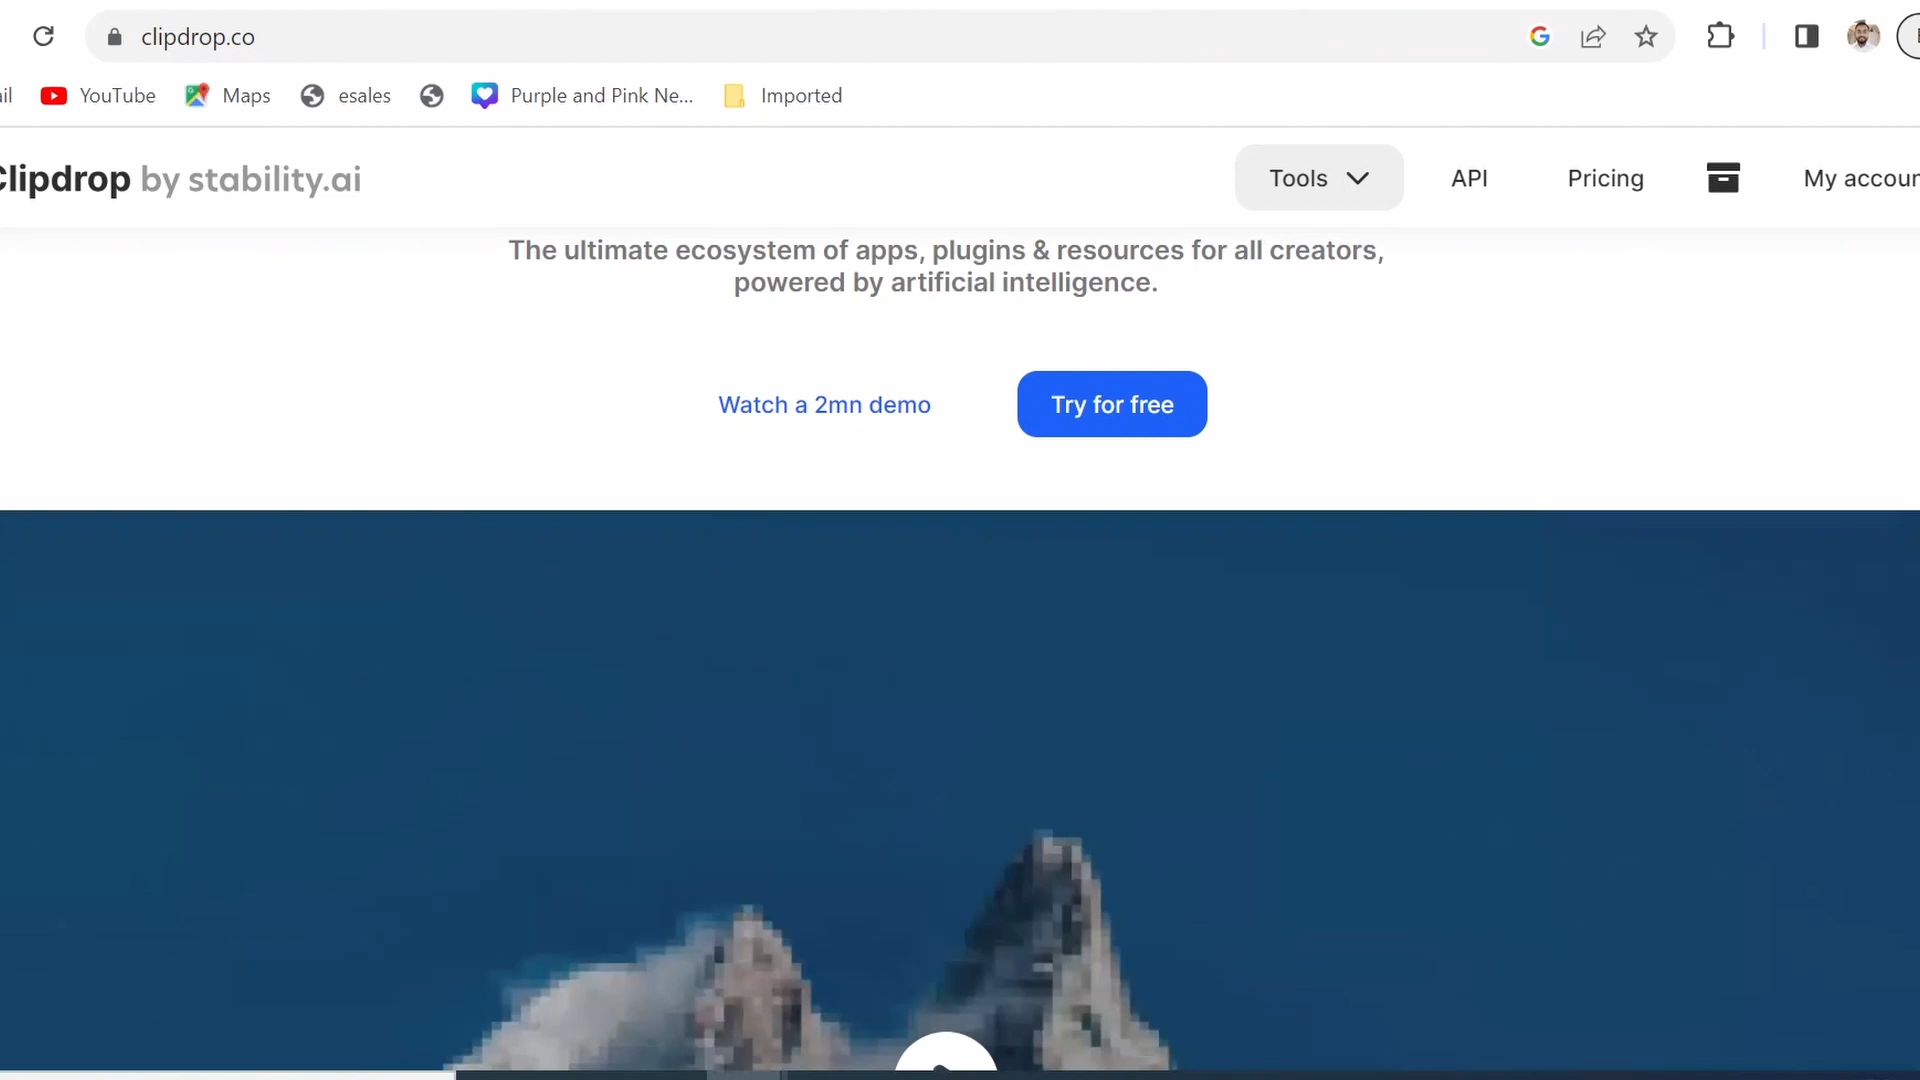 clipdrop.co
YouTube Maps esales Purple and Pink Ne... Imported
Clipdrop by stability.ai Tools API Pricing My accoun
The ultimate ecosystem of apps, plugins & resources for all creators,
powered by artificial intelligence.
Watch a 2mn demo Try for free